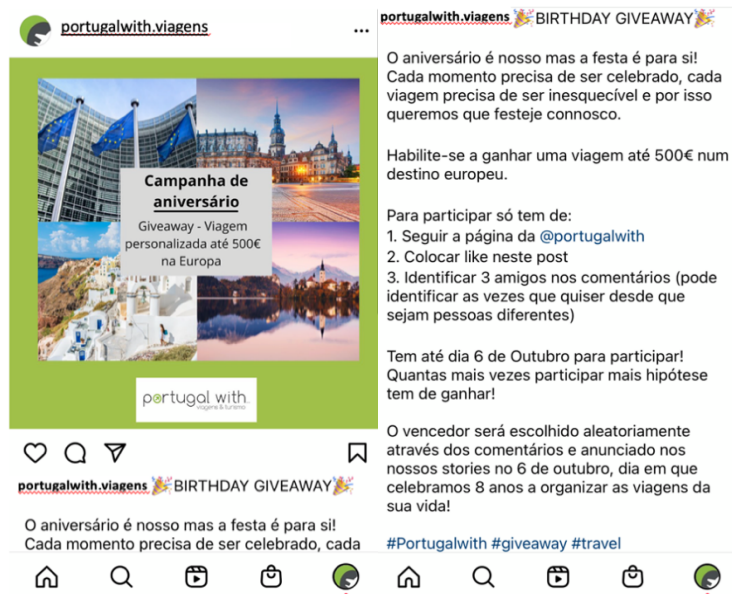 portugalwith.viagens
Campanha de
aniversário
Giveaway - Viagem
personalizada até 500€
na Europa
portugal with
viagens & turismo
portugalwith.viagens 🎉BIRTHDAY GIVEAWAY🎉
O aniversário é nosso mas a festa é para si!
Cada momento precisa de ser celebrado, cada
portugalwith.viagens 🎉BIRTHDAY GIVEAWAY🎉
O aniversário é nosso mas a festa é para si!
Cada momento precisa de ser celebrado, cada
viagem precisa de ser inesquecível e por isso
queremos que festeje connosco.
Habilite-se a ganhar uma viagem até 500€ num
destino europeu.
Para participar só tem de:
1. Seguir a página da @portugalwith
2. Colocar like neste post
3. Identificar 3 amigos nos comentários (pode
identificar as vezes que quiser desde que
sejam pessoas diferentes)
Tem até dia 6 de Outubro para participar!
Quantas mais vezes participar mais hipótese
tem de ganhar!
O vencedor será escolhido aleatoriamente
através dos comentários e anunciado nos
nossos stories no 6 de outubro, dia em que
celebramos 8 anos a organizar as viagens da
sua vida!
#Portugalwith #giveaway #travel